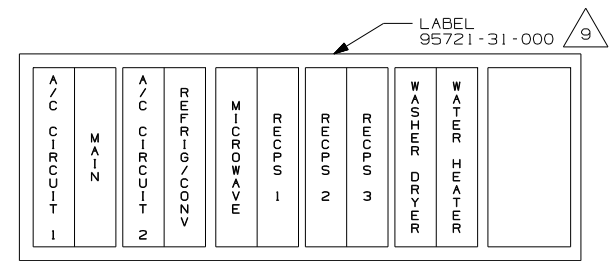 LABEL
95721-31-000
9
A/C CIRCUIT 1
MAIN
A/C CIRCUIT 2
REFRIG/CONV
MICROWAVE
RECPS 1
RECPS 2
RECPS 3
WASHER DRYER
WATER HEATER